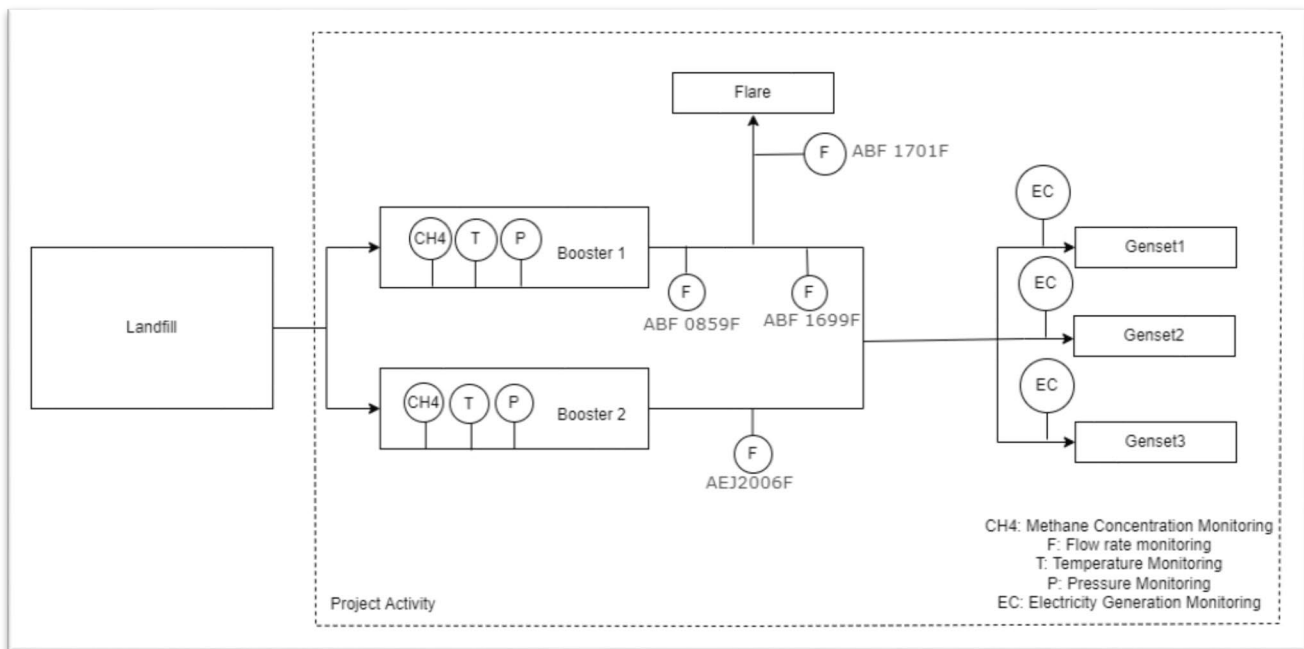 Flare
F
ABF 1701F
EC
CH4
T
P
Booster 1
Genset1
F
F
EC
ABF 0859F
ABF 1699F
Landfill
Genset2
CH4
T
P
Booster 2
EC
F
Genset3
AEJ2006F
CH4: Methane Concentration Monitoring
F: Flow rate monitoring
T: Temperature Monitoring
P: Pressure Monitoring
EC: Electricity Generation Monitoring
Project Activity